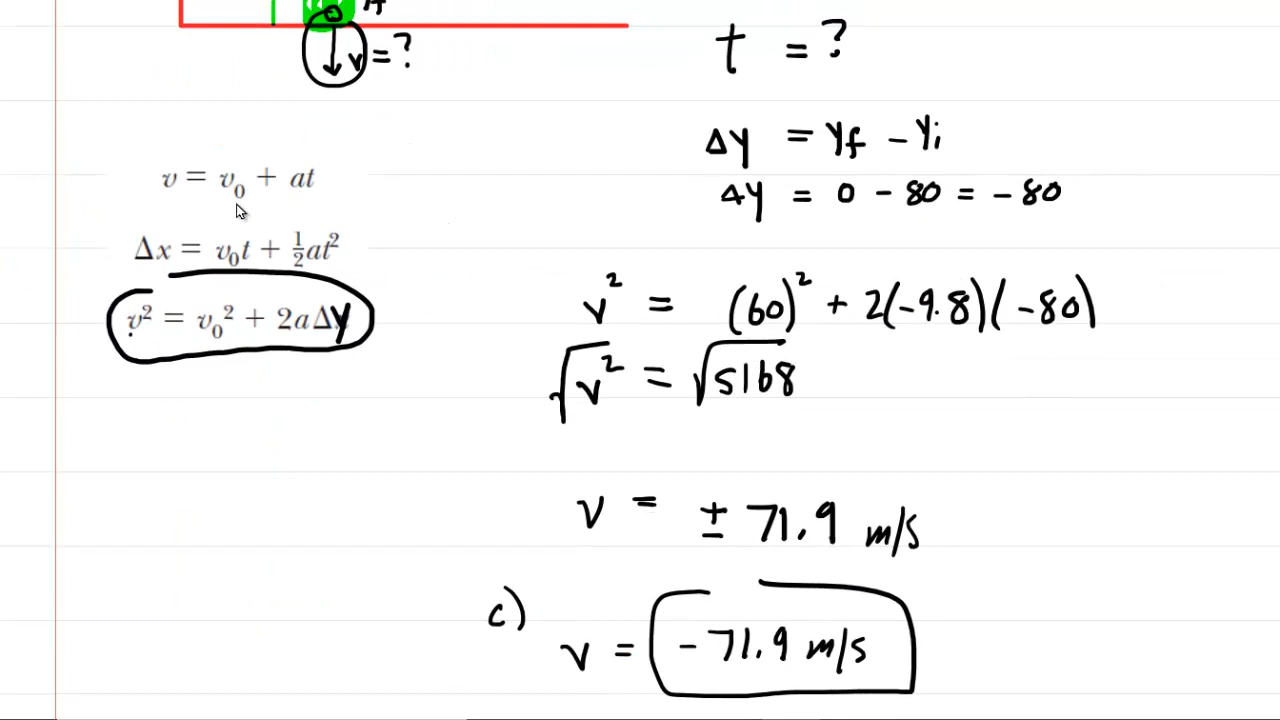 v = ?
t = ?
Δy = yf - yi
Δy = 0 - 80 = -80
v = v₀ + at
Δx = v₀t + ½at²
v² = v₀² + 2aΔy
v² = (60)² + 2(-9.8)(-80)
√v² = √5168
v = ± 71.9 m/s
c)
v = -71.9 m/s